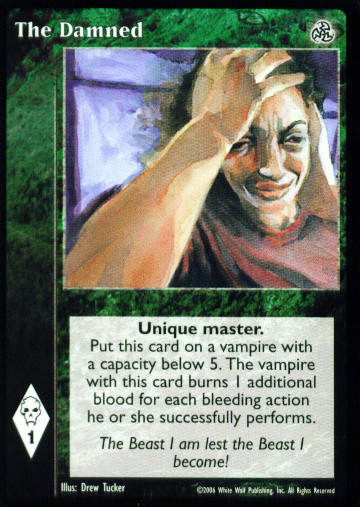 The Damned
Unique master.
Put this card on a vampire with
a capacity below 5. The vampire
with this card burns 1 additional
blood for each bleeding action
he or she successfully performs.
The Beast I am lest the Beast I
become!
1
Illus: Drew Tucker
©2006 White Wolf Publishing, Inc. All Rights Reserved